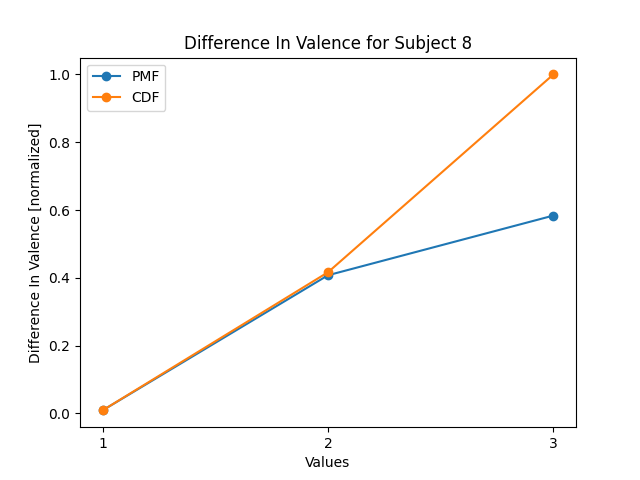 Difference In Valence for Subject 8
PMF
CDF
Difference In Valence [normalized]
1.0
0.8
0.6
0.4
0.2
0.0
1 2 3
Values